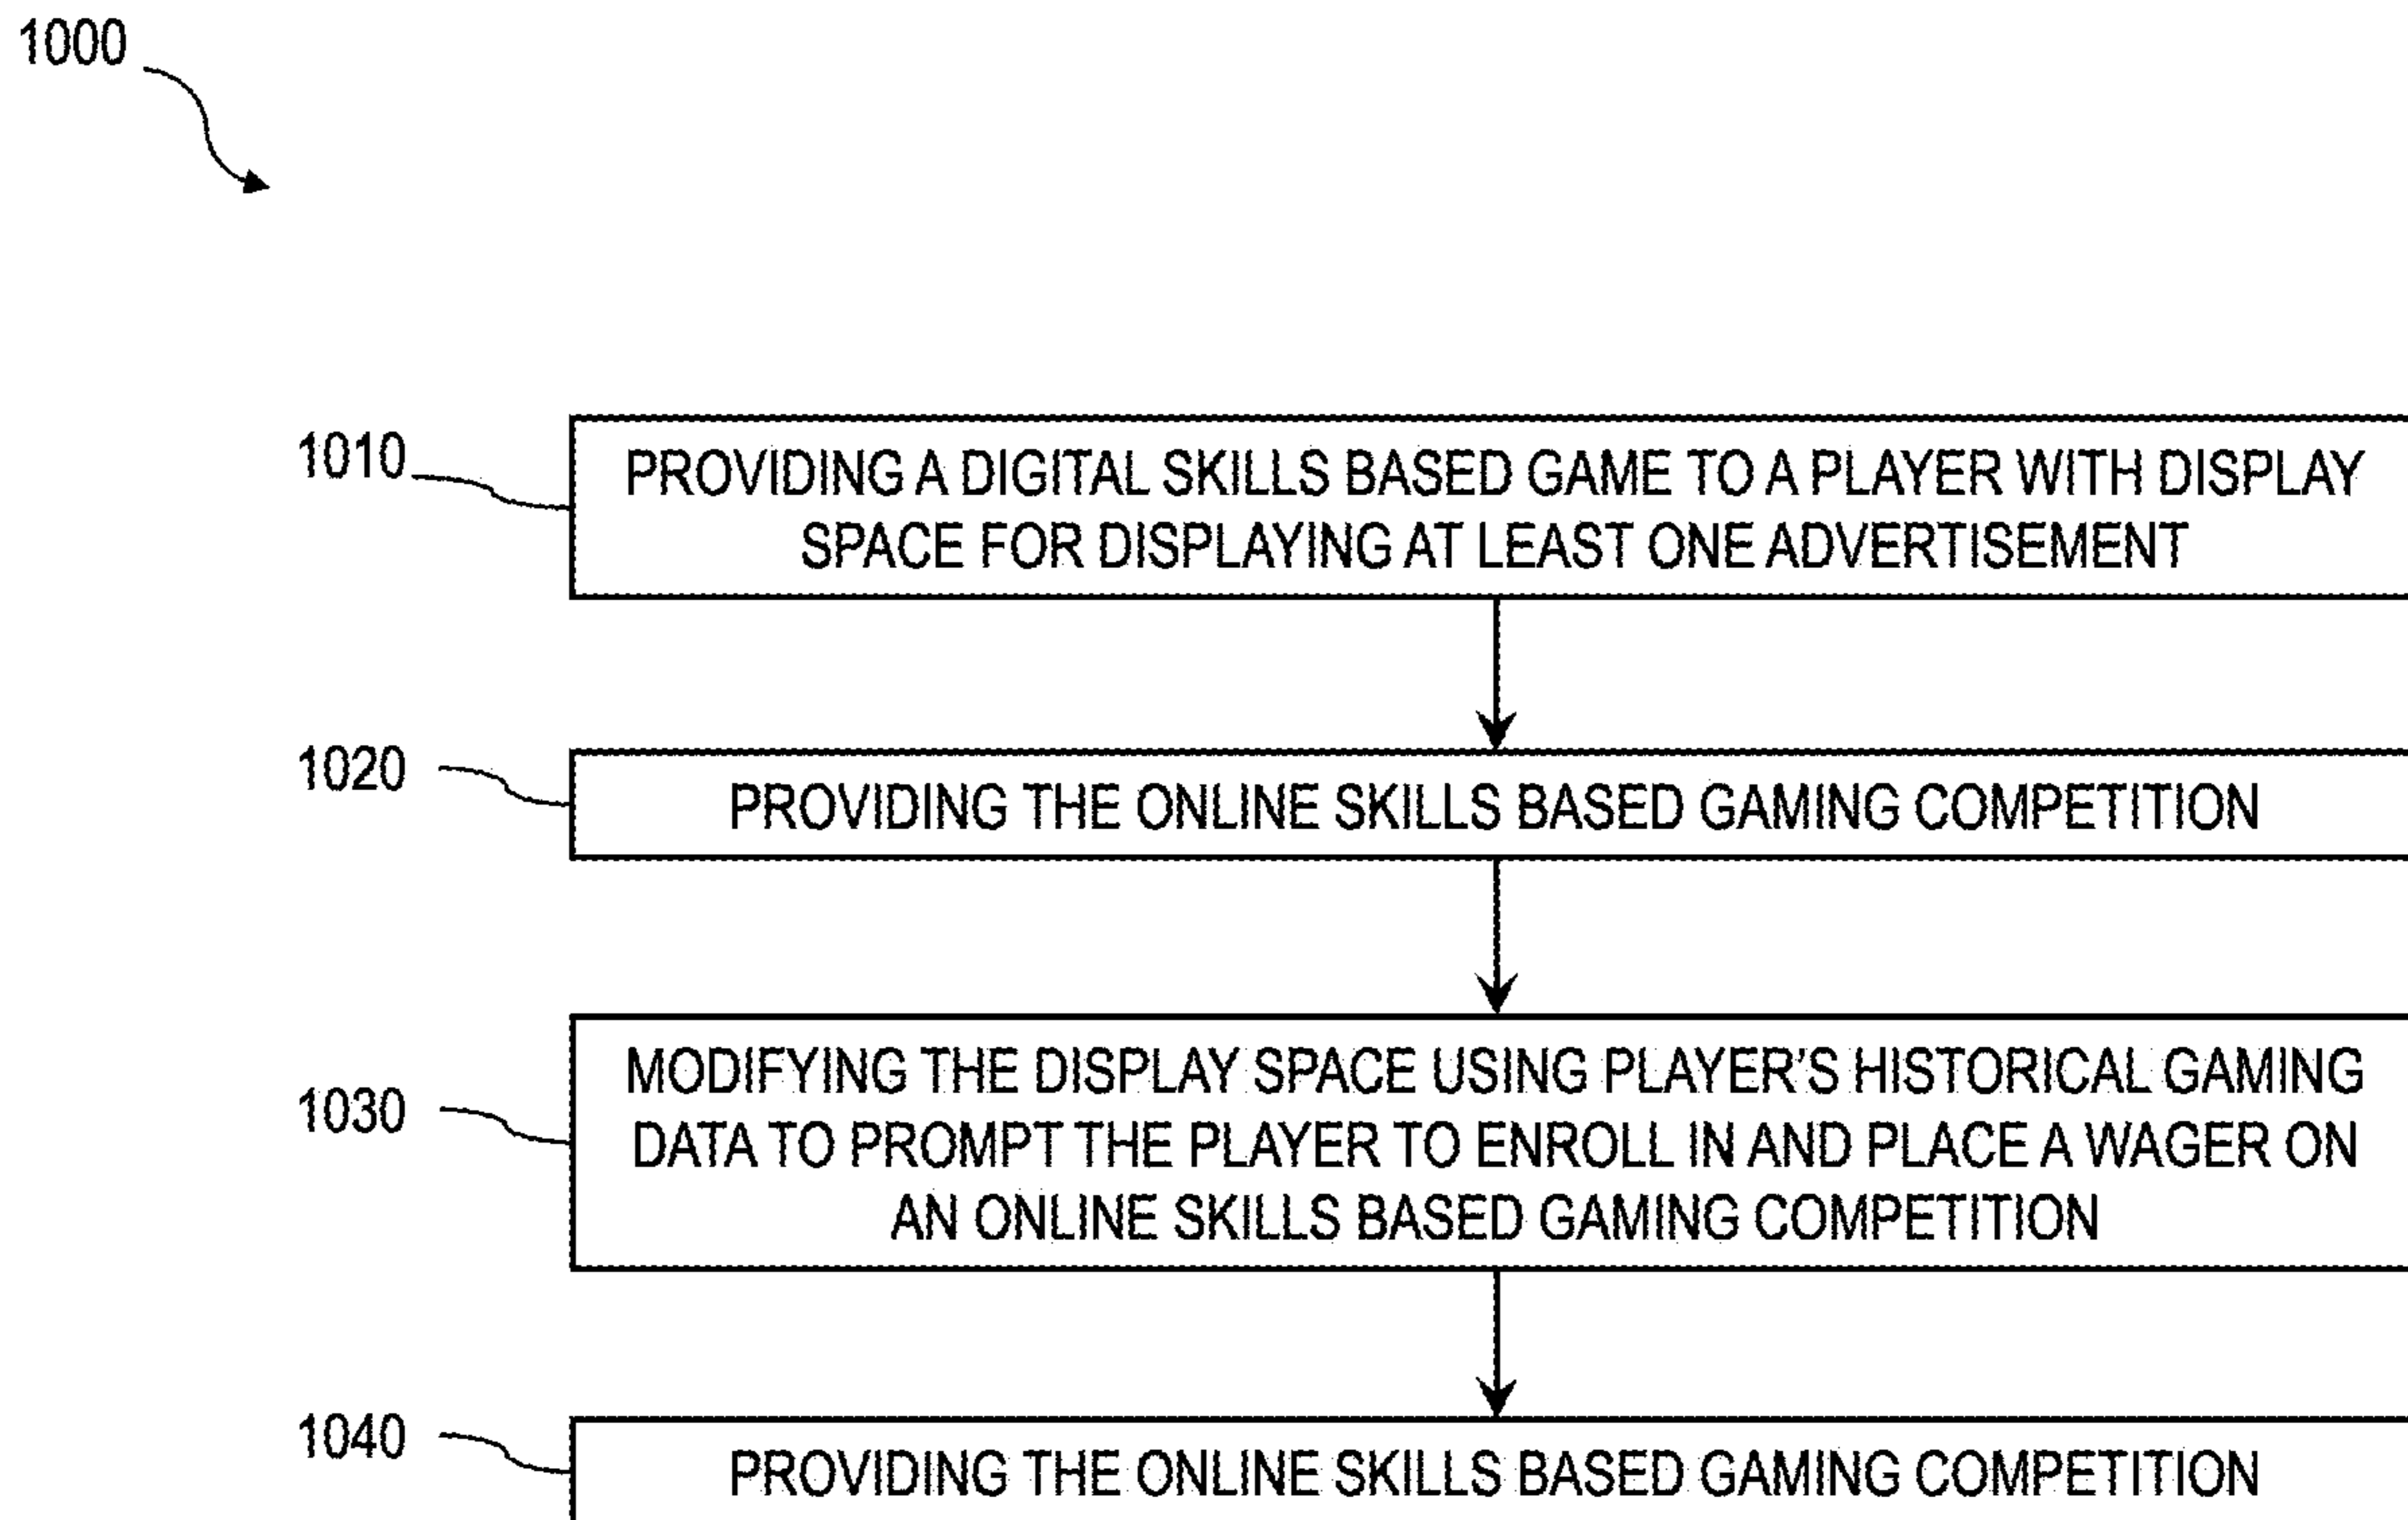 1000
1010
PROVIDING A DIGITAL SKILLS BASED GAME TO A PLAYER WITH DISPLAY
SPACE FOR DISPLAYING AT LEAST ONE ADVERTISEMENT
1020
PROVIDING THE ONLINE SKILLS BASED GAMING COMPETITION
1030
MODIFYING THE DISPLAY SPACE USING PLAYER'S HISTORICAL GAMING
DATA TO PROMPT THE PLAYER TO ENROLL IN AND PLACE A WAGER ON
AN ONLINE SKILLS BASED GAMING COMPETITION
1040
PROVIDING THE ONLINE SKILLS BASED GAMING COMPETITION